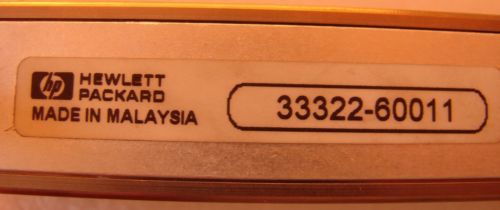 hp HEWLETT
PACKARD
MADE IN MALAYSIA
33322-60011